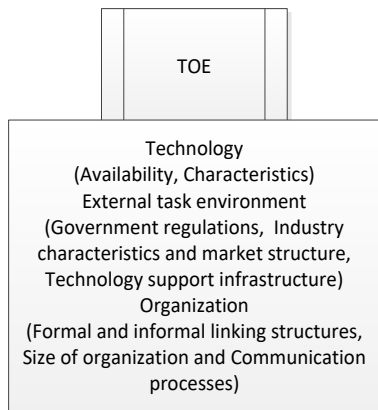 TOE
Technology
(Availability, Characteristics)
External task environment
(Government regulations, Industry
characteristics and market structure,
Technology support infrastructure)
Organization
(Formal and informal linking structures,
Size of organization and Communication
processes)